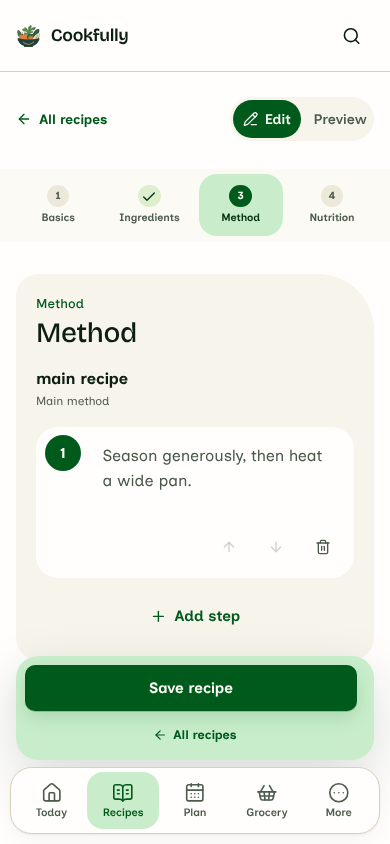 Cookfully
All recipes
Edit
Preview
1
Basics
Ingredients
3
Method
4
Nutrition
Method
Method
main recipe
Main method
1
Season generously, then heat
a wide pan.
Add step
Save recipe
All recipes
Today
Recipes
Plan
Grocery
More